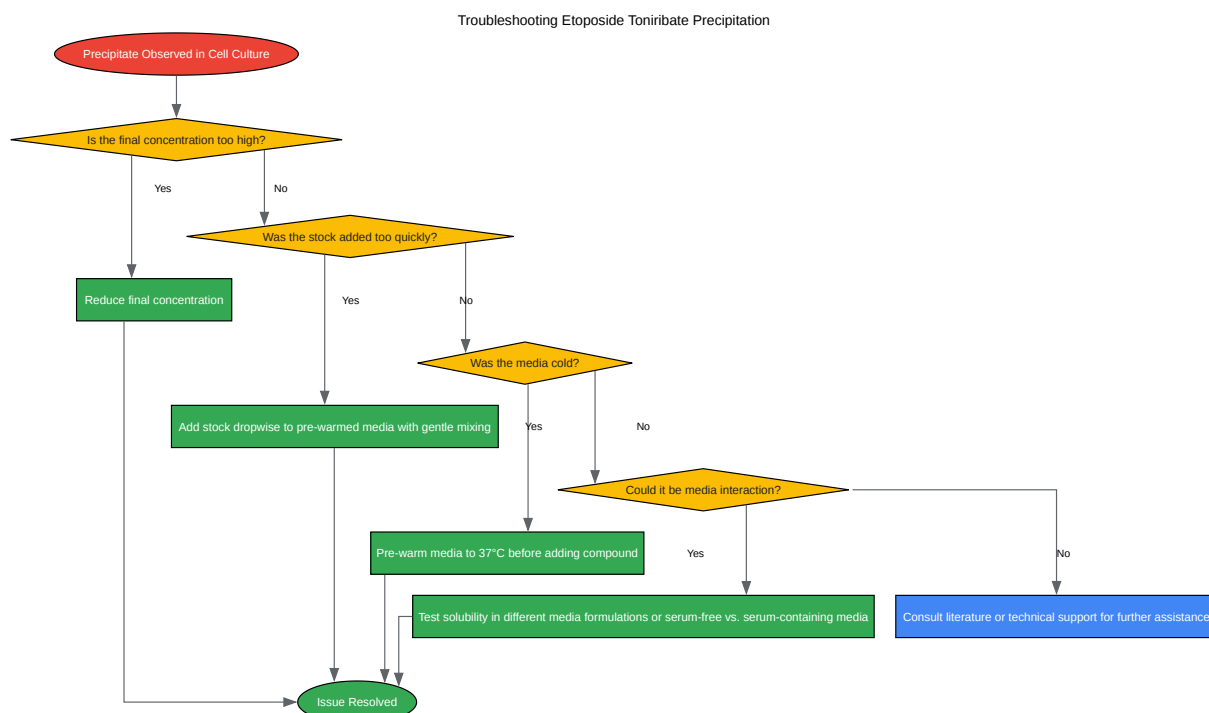 Troubleshooting Etoposide Toniribate Precipitation
Precipitate Observed in Cell Culture
Is the final concentration too high?
Yes
No
Was the stock added too quickly?
Reduce final concentration
Yes
No
Was the media cold?
Add stock dropwise to pre-warmed media with gentle mixing
Yes
No
Could it be media interaction?
Pre-warm media to 37°C before adding compound
Yes
No
Test solubility in different media formulations or serum-free vs. serum-containing media
Consult literature or technical support for further assistance
Issue Resolved